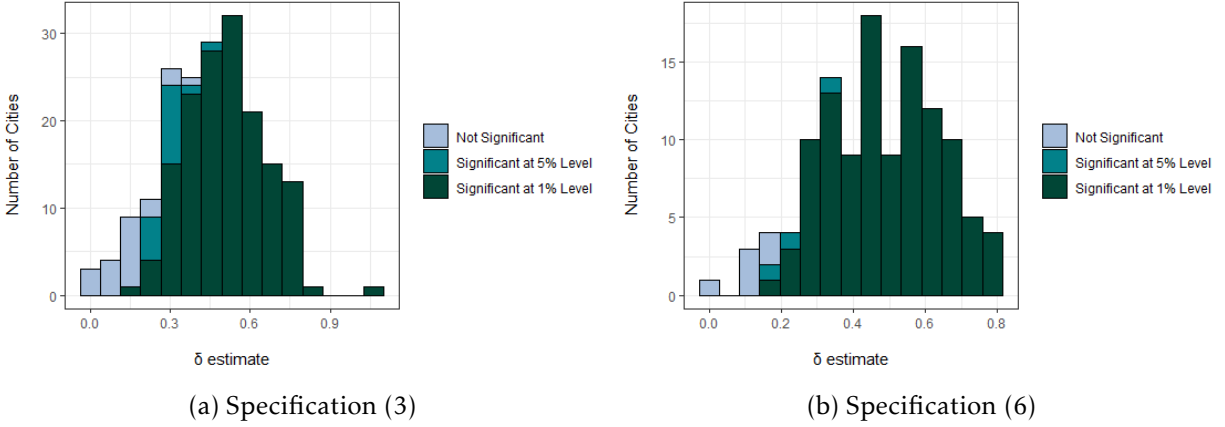 Number of Cities
30
20
10
0
0.0
0.3
0.6
0.9
δ estimate
Not Significant
Significant at 5% Level
Significant at 1% Level
(a) Specification (3)
Number of Cities
15
10
5
0
0.0
0.2
0.4
0.6
0.8
δ estimate
Not Significant
Significant at 5% Level
Significant at 1% Level
(b) Specification (6)